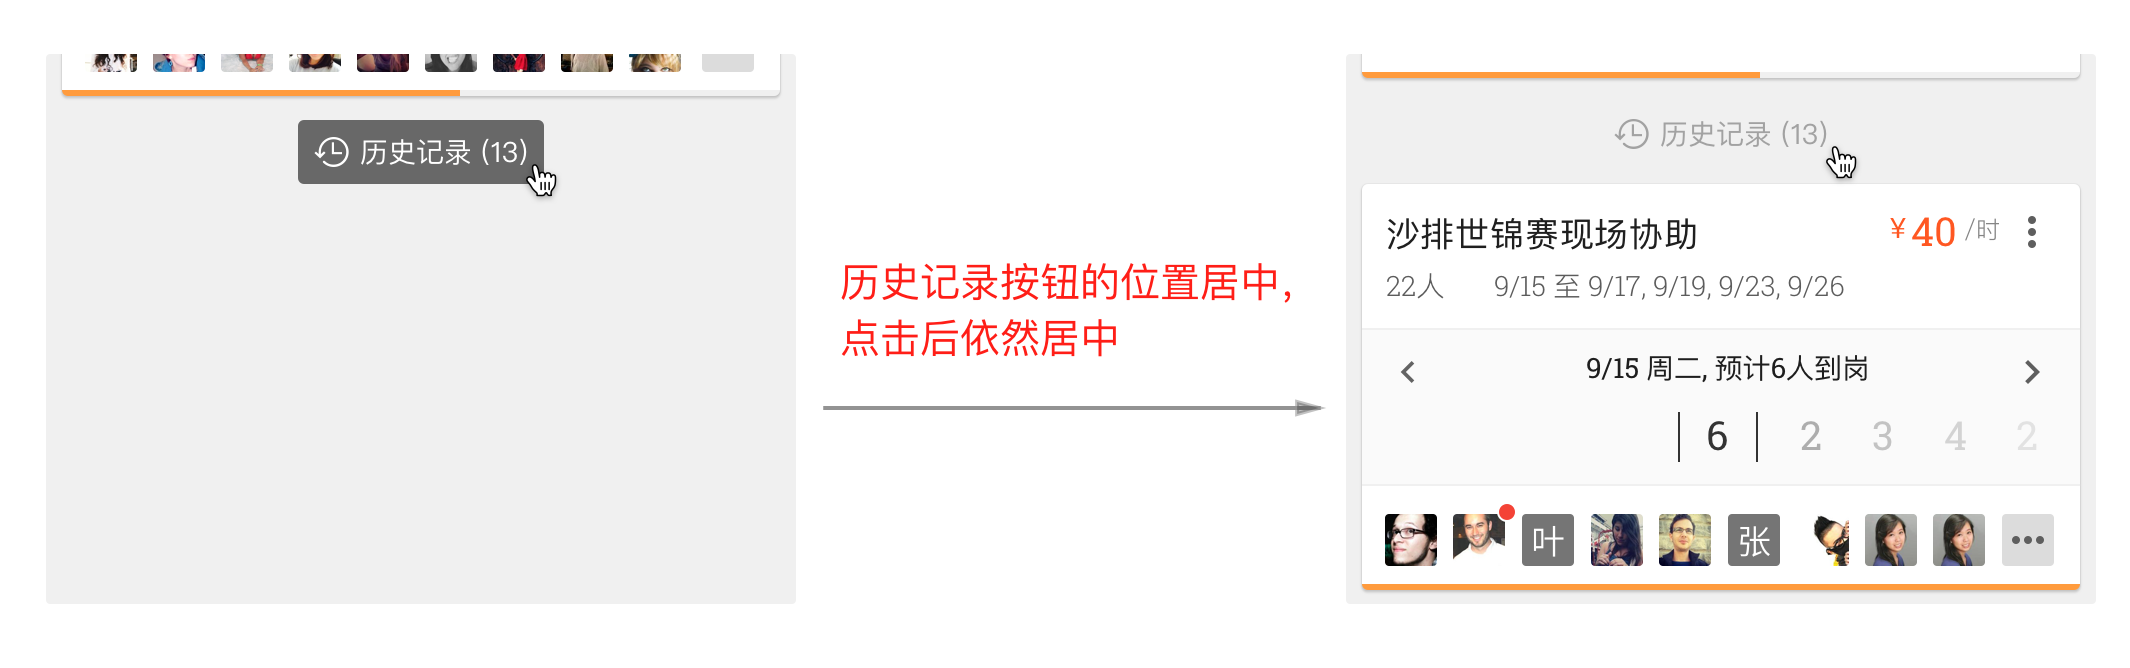 历史记录 (13)
历史记录按钮的位置居中，
点击后依然居中
历史记录 (13)
沙排世锦赛现场协助
¥40 /时
22人 9/15 至 9/17, 9/19, 9/23, 9/26
9/15 周二, 预计6人到岗
6 2 3 4 2
叶 张